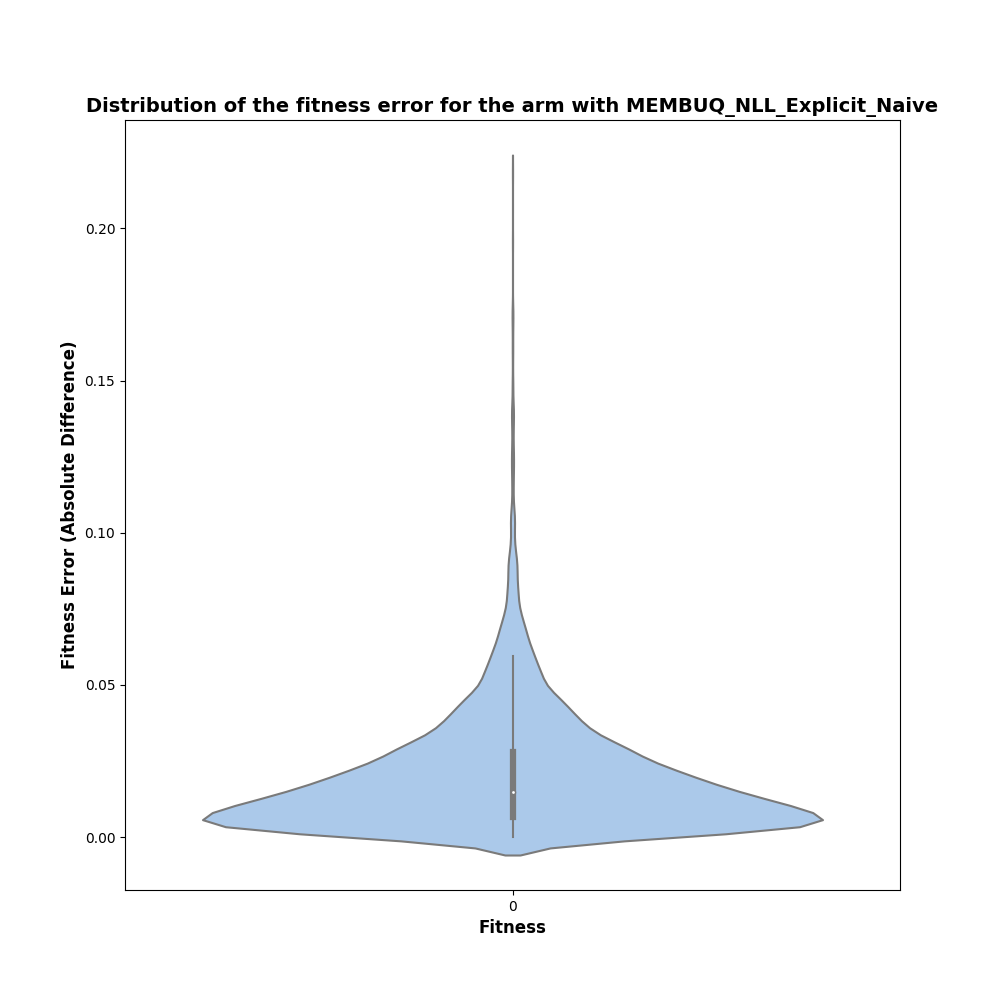 Distribution of the fitness error for the arm with MEMBUQ_NLL_Explicit_Naive
Fitness Error (Absolute Difference)
0.20
0.15
0.10
0.05
0.00
0
Fitness